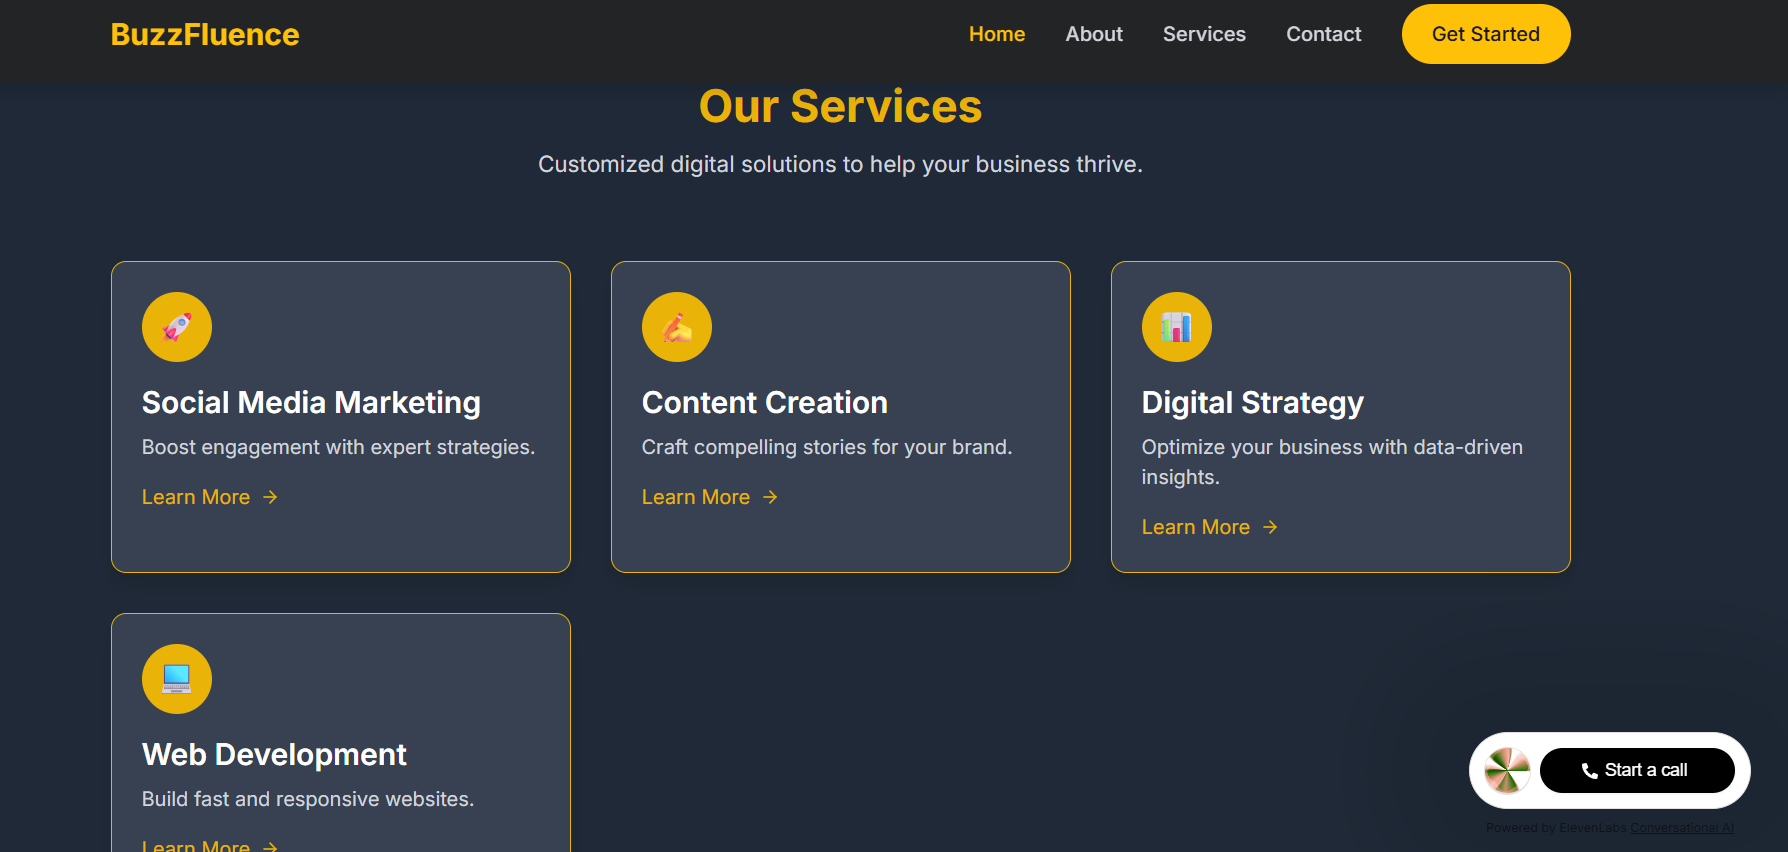 BuzzFluence
Home
About
Services
Contact
Get Started
Our Services
Customized digital solutions to help your business thrive.
Social Media Marketing
Boost engagement with expert strategies.
Learn More →
Content Creation
Craft compelling stories for your brand.
Learn More →
Digital Strategy
Optimize your business with data-driven
insights.
Learn More →
Web Development
Build fast and responsive websites.
Learn More →
Start a call
Powered by ElevenLabs Conversational AI